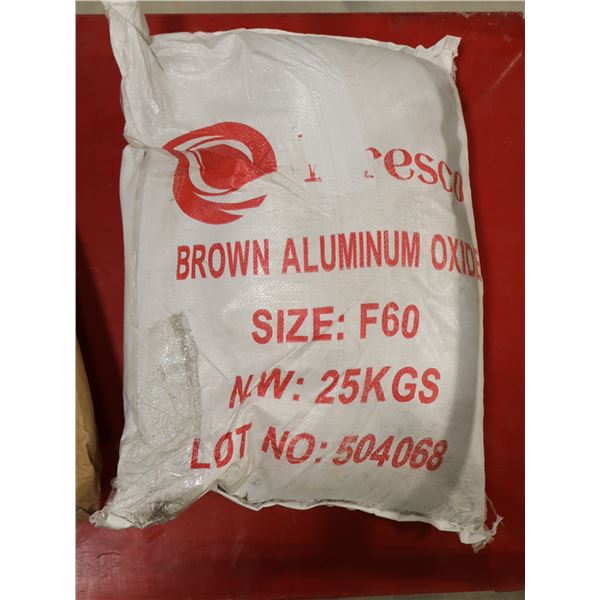 BROWN ALUMINUM OXIDE
SIZE: F60
N.W: 25KGS
LOT NO: 504068